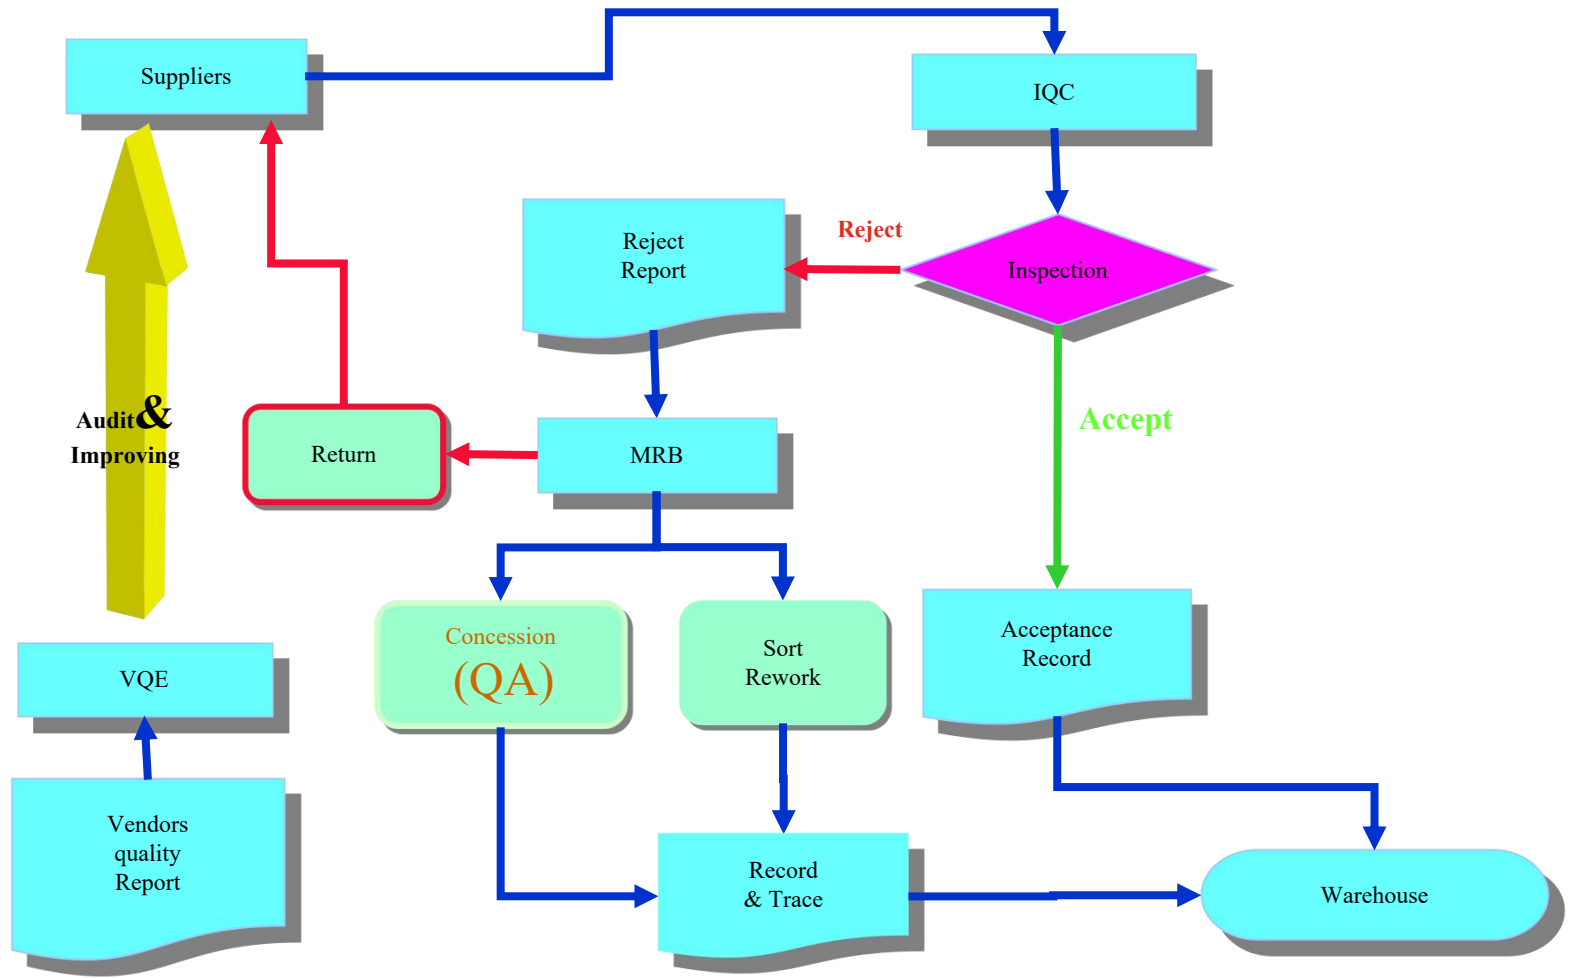 Suppliers
IQC
Reject
Report
Reject
Inspection
Audit&
Improving
Return
MRB
Accept
Concession
(QA)
Sort
Rework
Acceptance
Record
VQE
Vendors
quality
Report
Record
& Trace
Warehouse